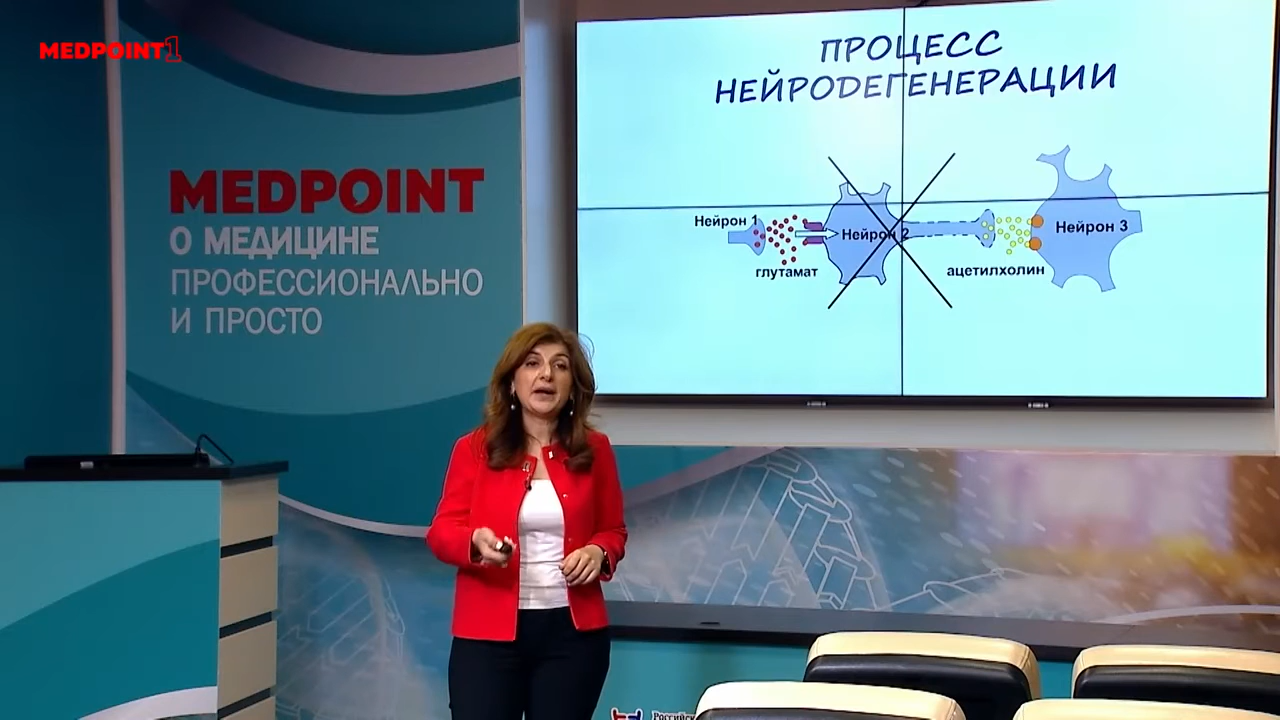 MEDPOINT1
MEDPOINT
О МЕДИЦИНЕ
ПРОФЕССИОНАЛЬНО
И ПРОСТО
ПРОЦЕСС
НЕЙРОДЕГЕНЕРАЦИИ
Нейрон 1
Нейрон 2
Нейрон 3
глутамат
ацетилхолин